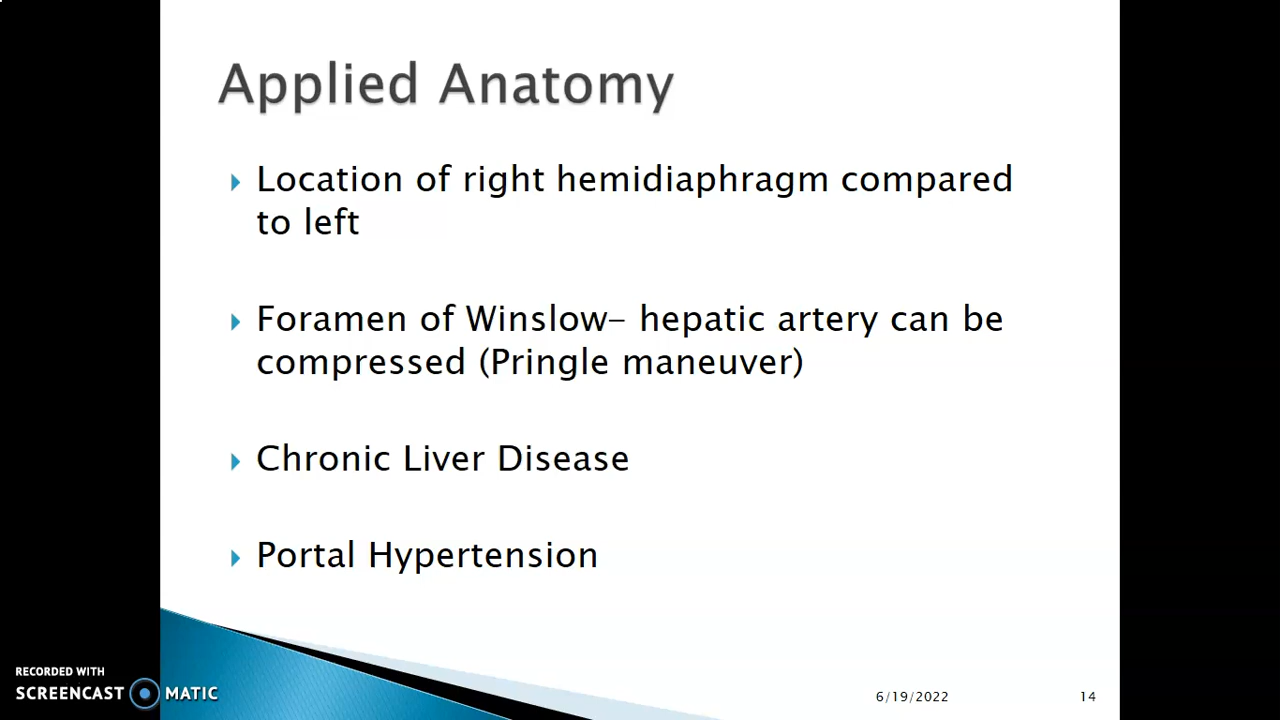 Applied Anatomy
Location of right hemidiaphragm compared
to left
Foramen of Winslow- hepatic artery can be
compressed (Pringle maneuver)
Chronic Liver Disease
Portal Hypertension
RECORDED WITH
SCREENCAST MATIC
6/19/2022
14